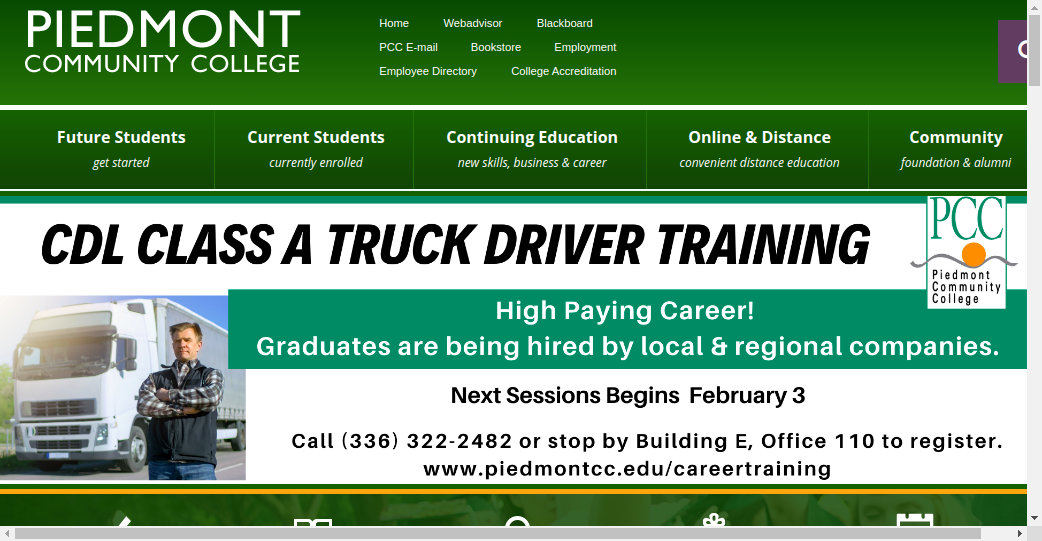 PIEDMONT
COMMUNITY COLLEGE
Home Webadvisor Blackboard
PCC E-mail Bookstore Employment
Employee Directory College Accreditation
Future Students
get started
Current Students
currently enrolled
Continuing Education
new skills, business & career
Online & Distance
convenient distance education
Community
foundation & alumni
CDL CLASS A TRUCK DRIVER TRAINING
PCC
Piedmont
Community
College
High Paying Career!
Graduates are being hired by local & regional companies.
Next Sessions Begins February 3
Call (336) 322-2482 or stop by Building E, Office 110 to register.
www.piedmontcc.edu/careertraining